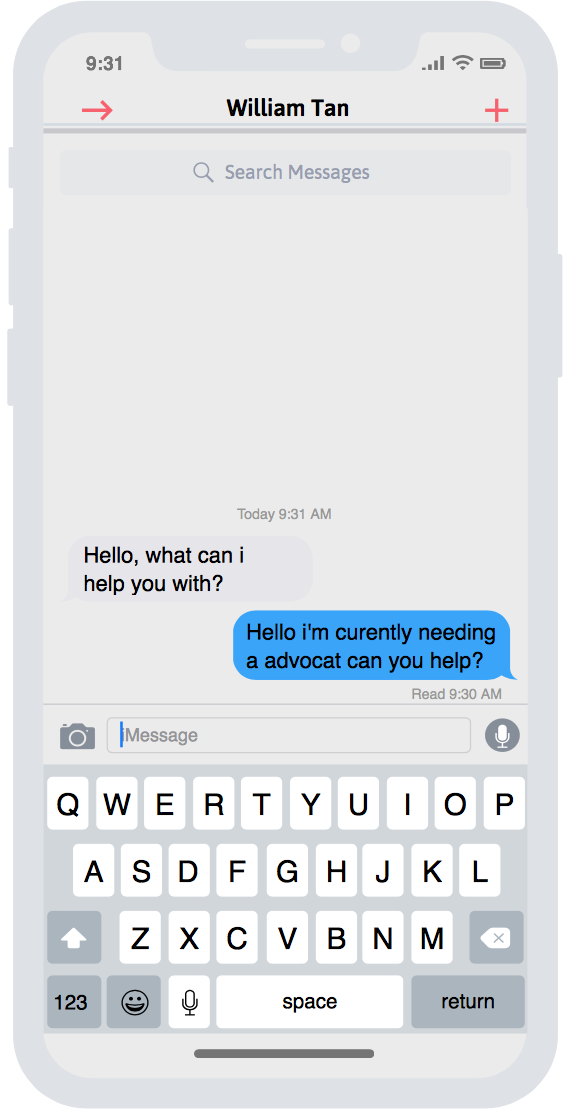 9:31
William Tan
Search Messages
Today 9:31 AM
Hello, what can i
help you with?
Hello i'm curently needing
a advocat can you help?
Read 9:30 AM
iMessage
Q W E R T Y U I O P
A S D F G H J K L
Z X C V B N M
123 space return